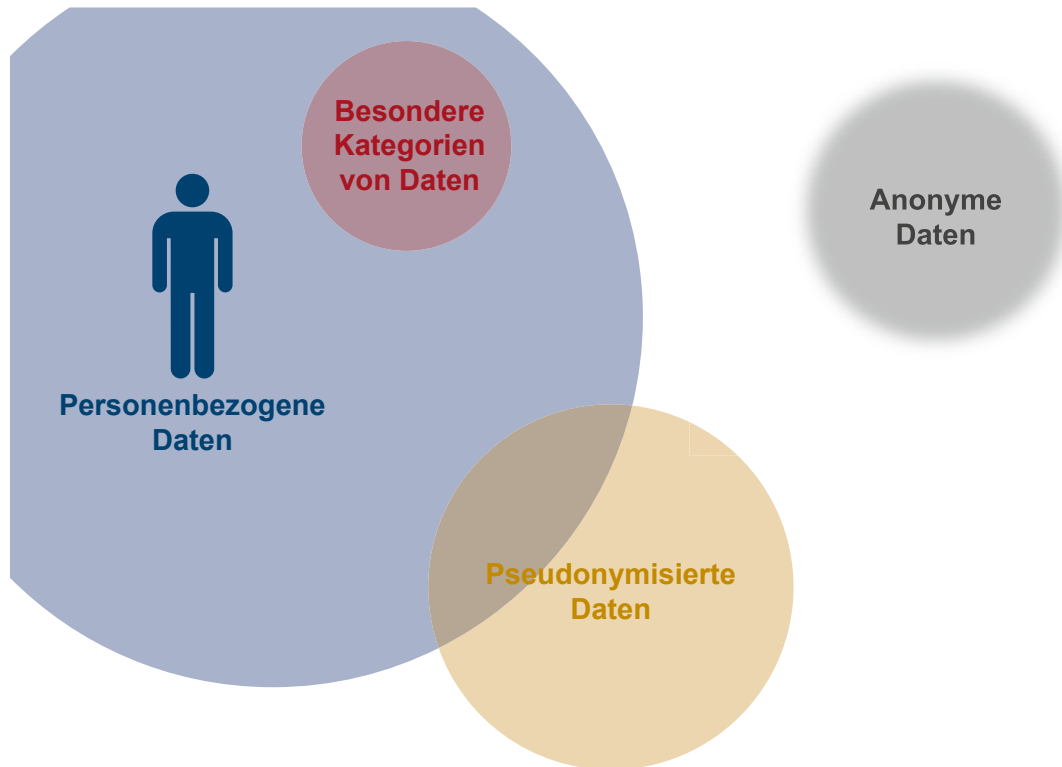 Besondere
Kategorien
von Daten
Anonyme
Daten
Personenbezogene
Daten
Pseudonymisierte
Daten